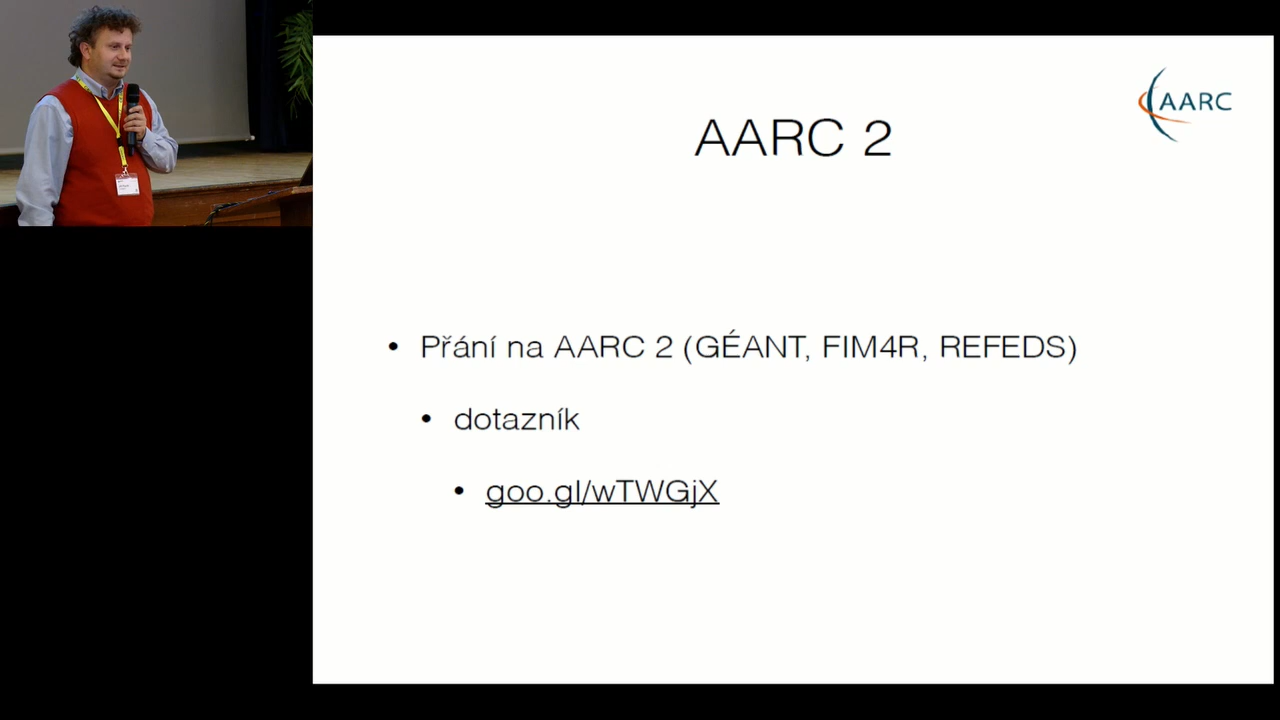 AARC
AARC 2
• Přání na AARC 2 (GÉANT, FIM4R, REFEDS)
• dotazník
• goo.gl/wTWGjX